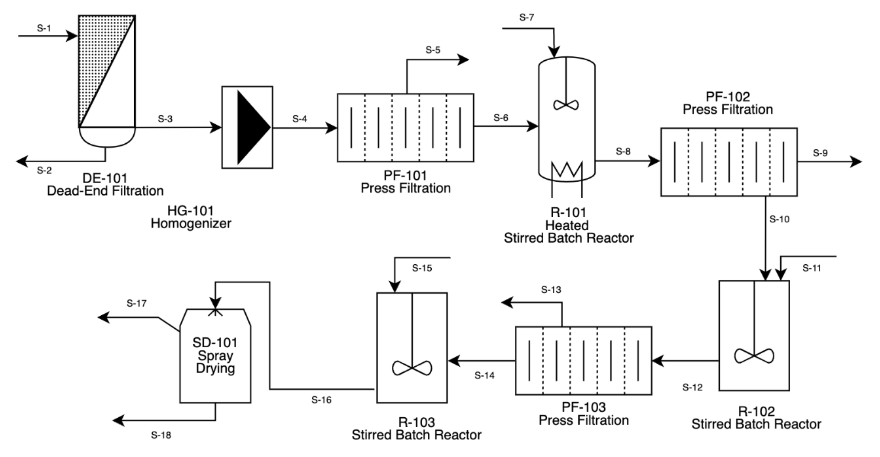 S-1
S-2
DE-101
Dead-End Filtration
S-3
HG-101
Homogenizer
S-4
S-5
PF-101
Press Filtration
S-6
S-7
R-101
Heated
Stirred Batch Reactor
S-8
PF-102
Press Filtration
S-9
S-10
S-11
R-102
Stirred Batch Reactor
S-12
S-13
PF-103
Press Filtration
S-14
S-15
R-103
Stirred Batch Reactor
S-16
S-17
SD-101
Spray
Drying
S-18